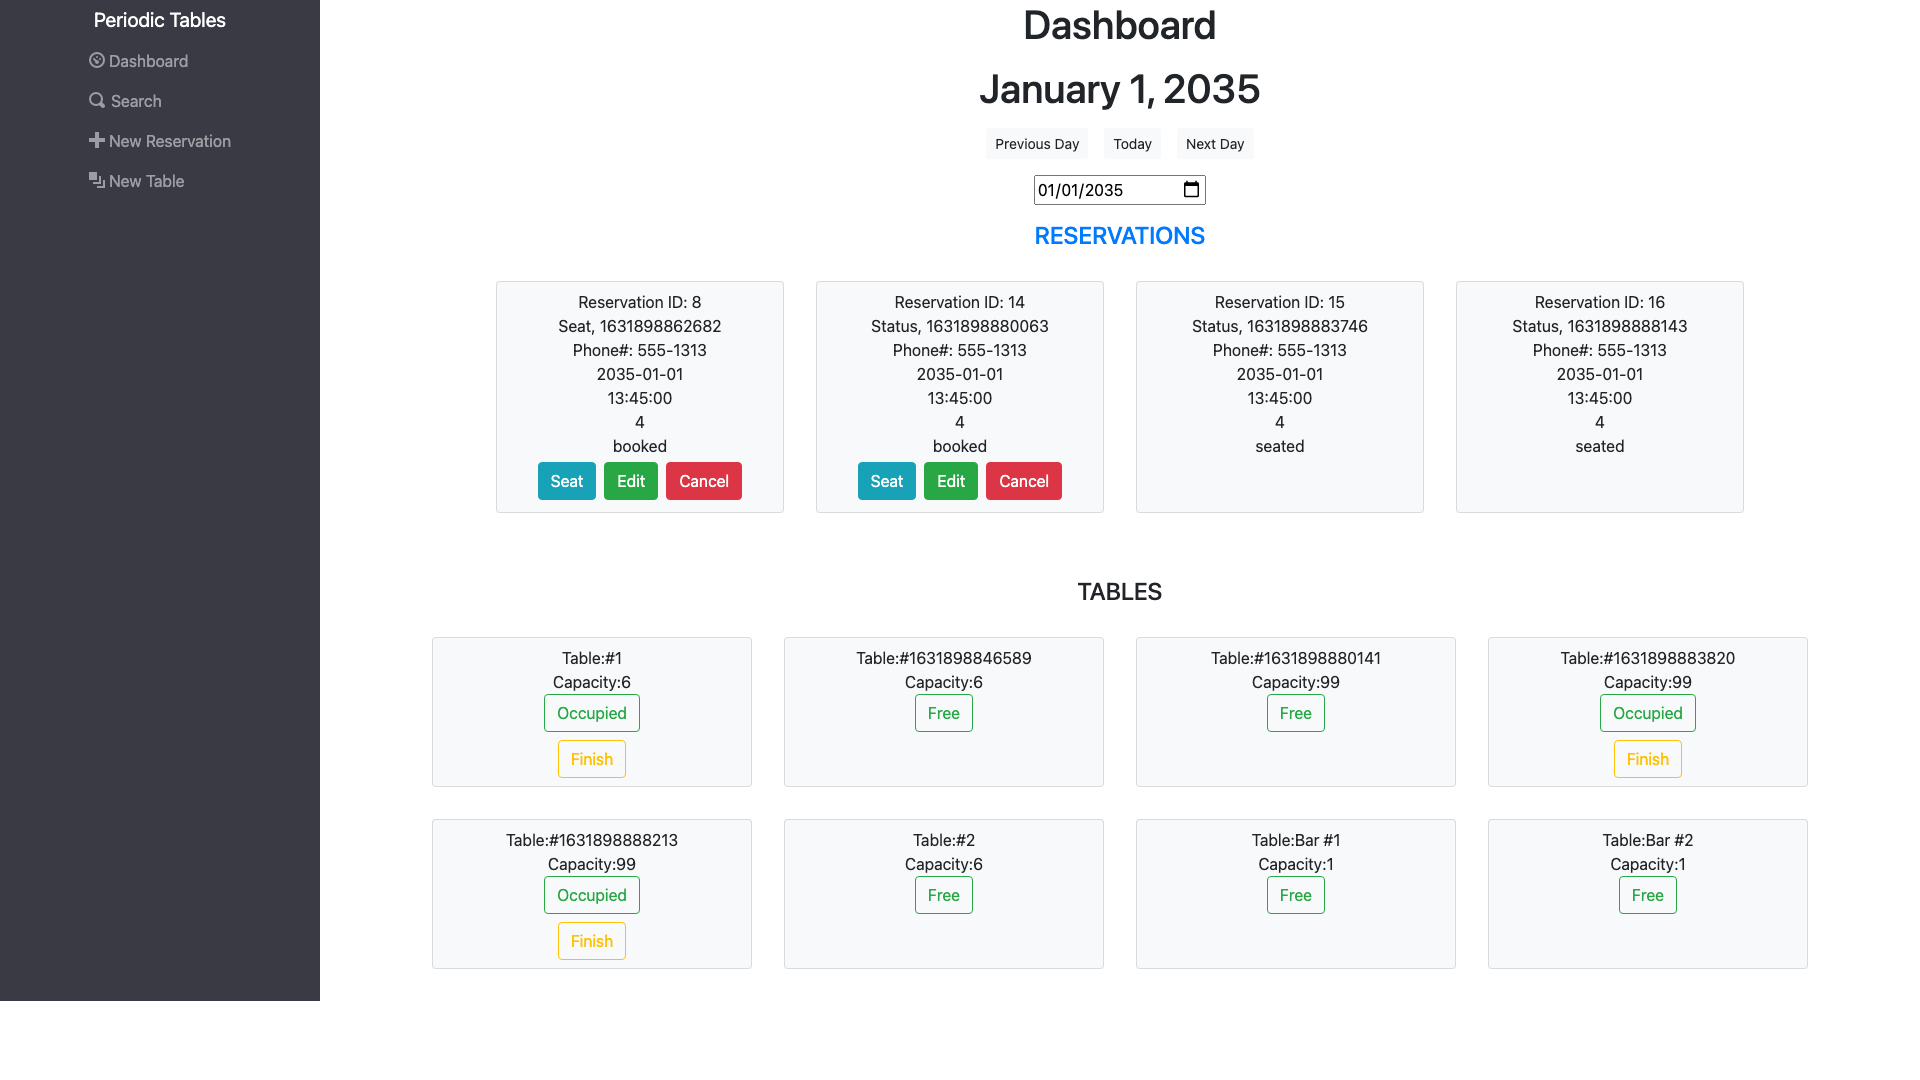 Periodic Tables
Dashboard
Search
New Reservation
New Table
Dashboard
January 1, 2035
Previous Day Today Next Day
01/01/2035
RESERVATIONS
Reservation ID: 8
Seat, 1631898862682
Phone#: 555-1313
2035-01-01
13:45:00
4
booked
Seat Edit Cancel
Reservation ID: 14
Status, 1631898880063
Phone#: 555-1313
2035-01-01
13:45:00
4
booked
Seat Edit Cancel
Reservation ID: 15
Status, 1631898883746
Phone#: 555-1313
2035-01-01
13:45:00
4
seated
Reservation ID: 16
Status, 1631898888143
Phone#: 555-1313
2035-01-01
13:45:00
4
seated
TABLES
Table:#1
Capacity:6
Occupied
Finish
Table:#1631898846589
Capacity:6
Free
Table:#1631898880141
Capacity:99
Free
Table:#1631898883820
Capacity:99
Occupied
Finish
Table:#1631898888213
Capacity:99
Occupied
Finish
Table:#2
Capacity:6
Free
Table:Bar #1
Capacity:1
Free
Table:Bar #2
Capacity:1
Free